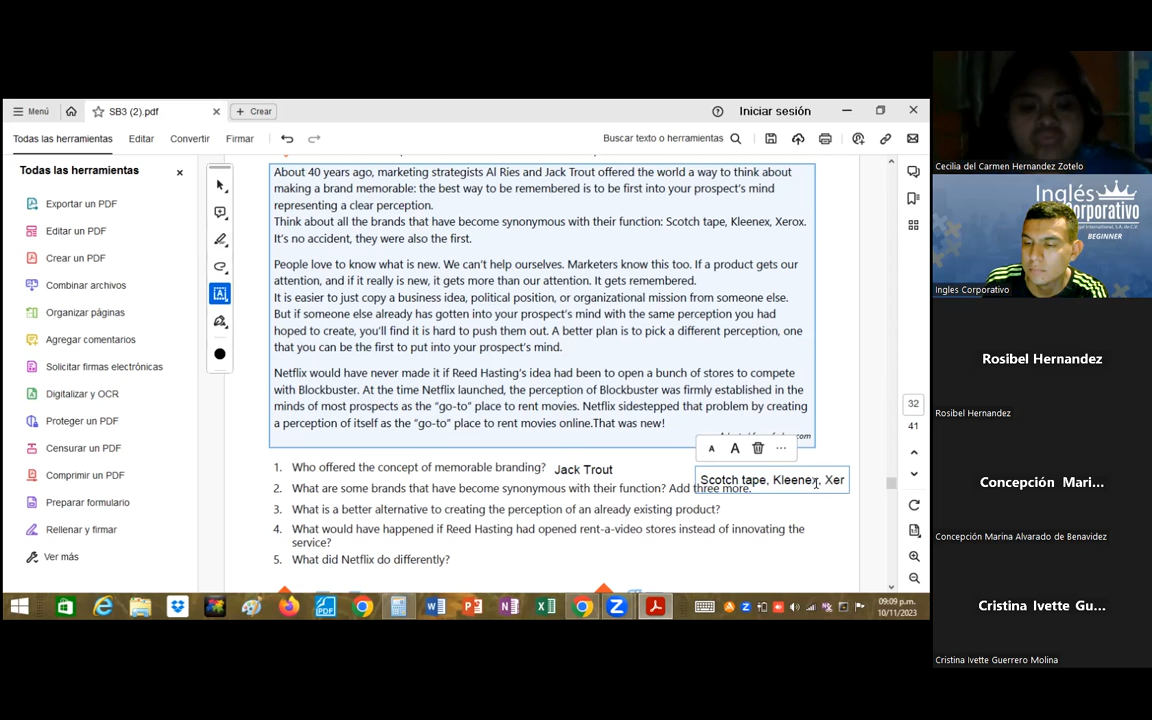 Menú
SB3 (2).pdf
Crear
Iniciar sesión
Todas las herramientas
Editar
Convertir
Firmar
Buscar texto o herramientas
Todas las herramientas
Exportar un PDF
Editar un PDF
Crear un PDF
Combinar archivos
Organizar páginas
Agregar comentarios
Solicitar firmas electrónicas
Digitalizar y OCR
Proteger un PDF
Censurar un PDF
Comprimir un PDF
Preparar formulario
Rellenar y firmar
Ver más
About 40 years ago, marketing strategists Al Ries and Jack Trout offered the world a way to think about
making a brand memorable: the best way to be remembered is to be first into your prospect's mind
representing a clear perception.
Think about all the brands that have become synonymous with their function: Scotch tape, Kleenex, Xerox.
It's no accident, they were also the first.
People love to know what is new. We can't help ourselves. Marketers know this too. If a product gets our
attention, and if it really is new, it gets more than our attention. It gets remembered.
It is easier to just copy a business idea, political position, or organizational mission from someone else.
But if someone else already has gotten into your prospect's mind with the same perception you had
hoped to create, you'll find it is hard to push them out. A better plan is to pick a different perception, one
that you can be the first to put into your prospect's mind.
Netflix would have never made it if Reed Hasting's idea had been to open a bunch of stores to compete
with Blockbuster. At the time Netflix launched, the perception of Blockbuster was firmly established in the
minds of most prospects as the "go-to" place to rent movies. Netflix sidestepped that problem by creating
a perception of itself as the "go-to" place to rent movies online.That was new!
A A
1. Who offered the concept of memorable branding? Jack Trout
Scotch tape, Kleenex, Xer
2. What are some brands that have become synonymous with their function? Add three more.
3. What is a better alternative to creating the perception of an already existing product?
4. What would have happened if Reed Hasting had opened rent-a-video stores instead of innovating the
service?
5. What did Netflix do differently?
32
41
09:09 p.m.
10/11/2023
Cecilia del Carmen Hernandez Zotelo
Inglés
Corporativo
BEGINNER
Ingles Corporativo
Rosibel Hernandez
Rosibel Hernandez
Concepción Mari...
Concepción Marina Alvarado de Benavidez
Cristina Ivette Gu...
Cristina Ivette Guerrero Molina